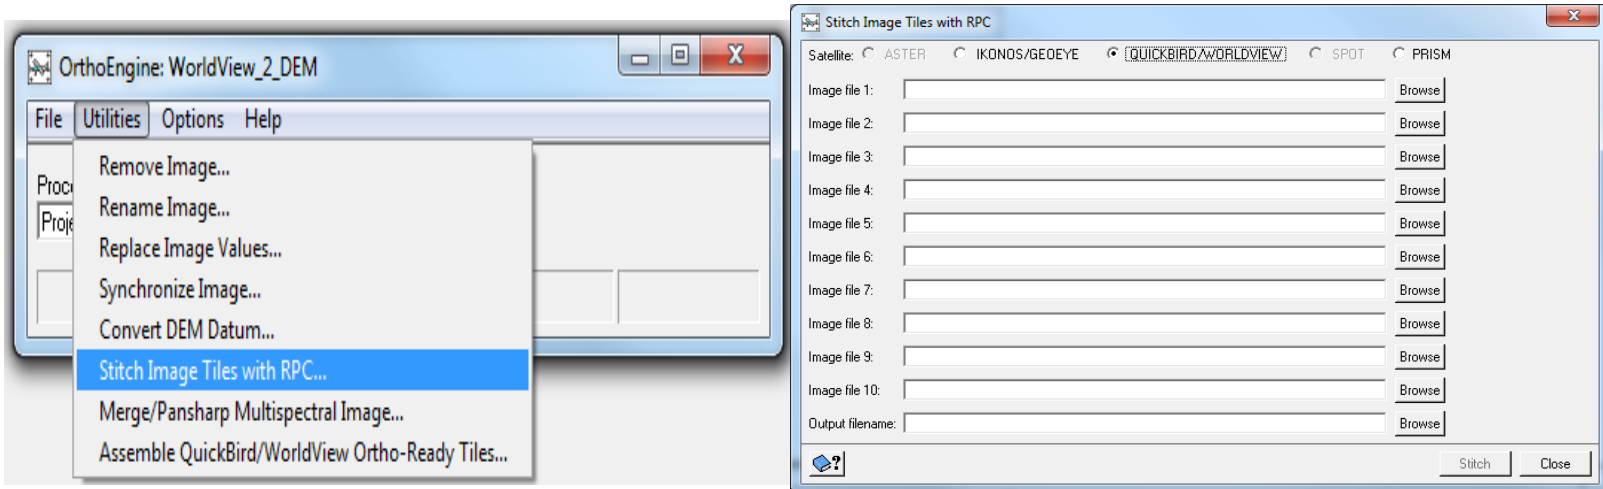 OrthoEngine: WorldView_2_DEM
File Utilities Options Help
Remove Image...
Rename Image...
Replace Image Values...
Synchronize Image...
Convert DEM Datum...
Stitch Image Tiles with RPC...
Merge/Pansharp Multispectral Image...
Assemble QuickBird/WorldView Ortho-Ready Tiles...
Proc
Proje
Stitch Image Tiles with RPC
Satellite: ASTER IKONOS/GEOEYE QUICKBIRD/WORLDVIEW SPOT PRISM
Image file 1: Browse
Image file 2: Browse
Image file 3: Browse
Image file 4: Browse
Image file 5: Browse
Image file 6: Browse
Image file 7: Browse
Image file 8: Browse
Image file 9: Browse
Image file 10: Browse
Output filename: Browse
Stitch Close